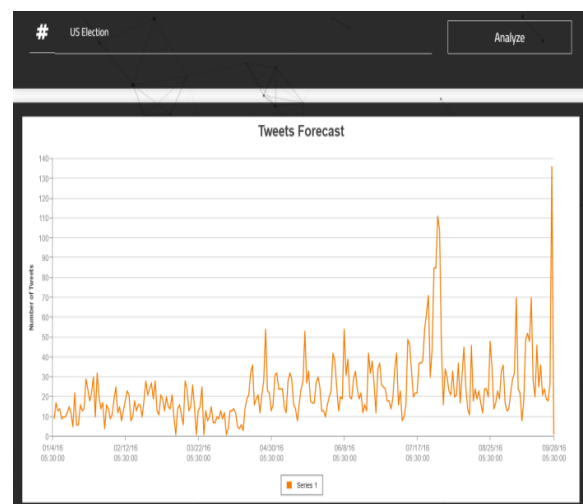 # US Election Analyze
Tweets Forecast
Number of Tweets
140
130
120
110
100
90
80
70
60
50
40
30
20
10
0
01/4/16 02/12/16 03/22/16 04/30/16 06/8/16 07/17/16 08/25/16 09/28/16
05:30:00 05:30:00 05:30:00 05:30:00 05:30:00 05:30:00 05:30:00 05:30:00
Series 1